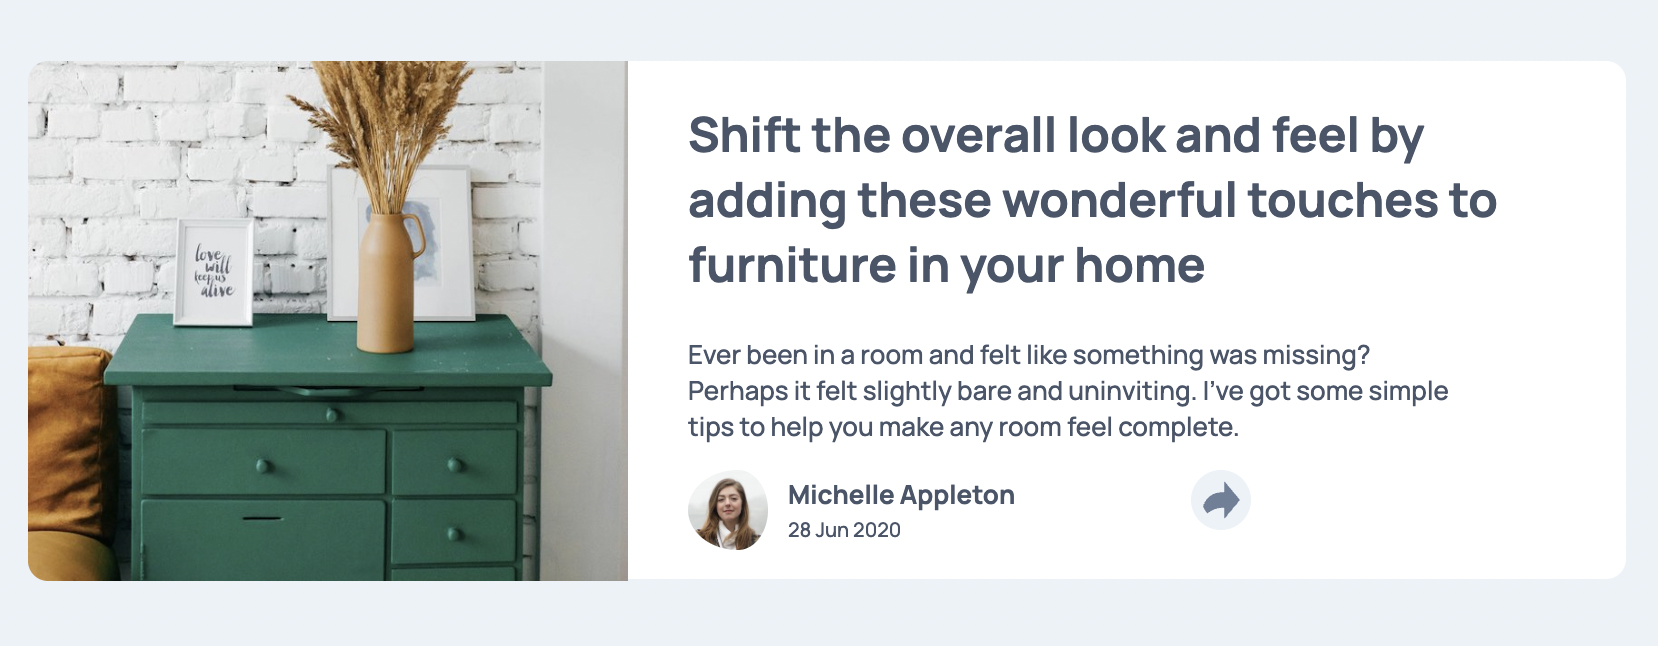 love
will
keep us
alive
Shift the overall look and feel by
adding these wonderful touches to
furniture in your home
Ever been in a room and felt like something was missing?
Perhaps it felt slightly bare and uninviting. I’ve got some simple
tips to help you make any room feel complete.
Michelle Appleton
28 Jun 2020